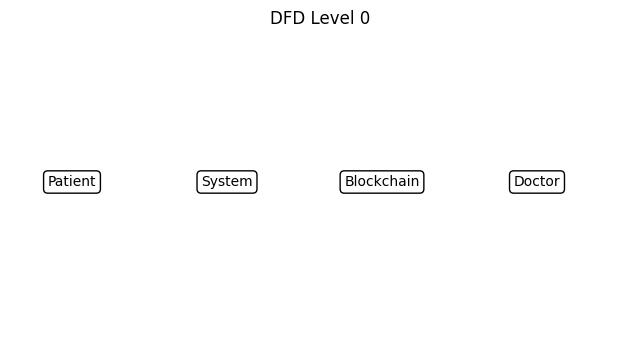 DFD Level 0
Patient
System
Blockchain
Doctor